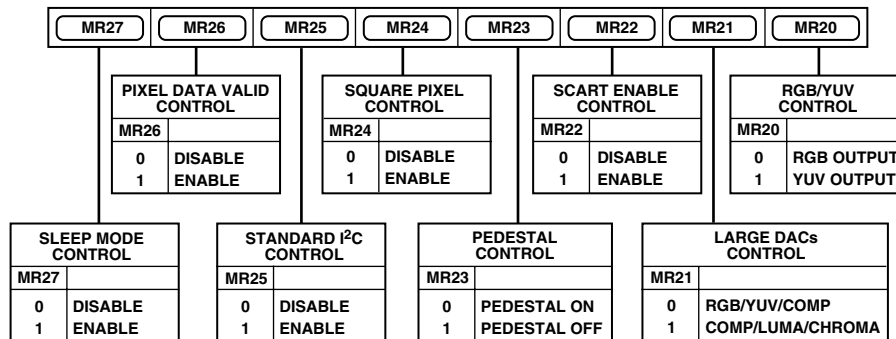 MR27 MR26 MR25 MR24 MR23 MR22 MR21 MR20
PIXEL DATA VALID
CONTROL
MR26
0 DISABLE
1 ENABLE
SQUARE PIXEL
CONTROL
MR24
0 DISABLE
1 ENABLE
SCART ENABLE
CONTROL
MR22
0 DISABLE
1 ENABLE
RGB/YUV
CONTROL
MR20
0 RGB OUTPUT
1 YUV OUTPUT
SLEEP MODE
CONTROL
MR27
0 DISABLE
1 ENABLE
STANDARD I²C
CONTROL
MR25
0 DISABLE
1 ENABLE
PEDESTAL
CONTROL
MR23
0 PEDESTAL ON
1 PEDESTAL OFF
LARGE DACs
CONTROL
MR21
0 RGB/YUV/COMP
1 COMP/LUMA/CHROMA